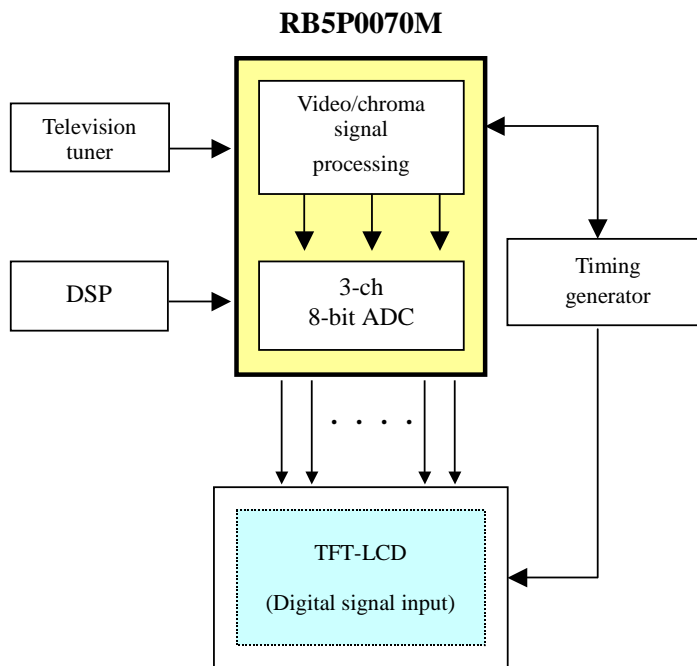 RB5P0070M
Video/chroma
signal
processing
Television
tuner
3-ch
8-bit ADC
DSP
Timing
generator
. . . .
TFT-LCD
(Digital signal input)